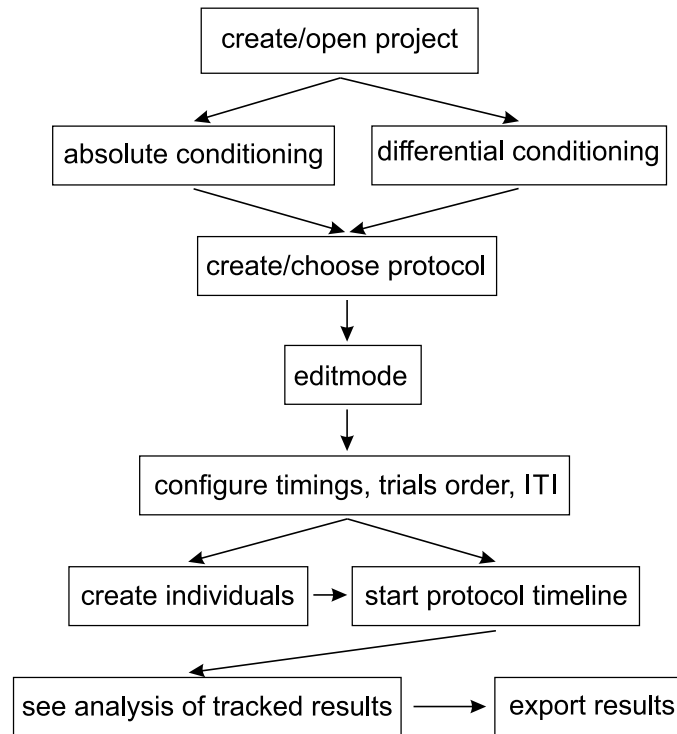 create/open project
absolute conditioning
differential conditioning
create/choose protocol
editmode
configure timings, trials order, ITI
create individuals
start protocol timeline
see analysis of tracked results
export results